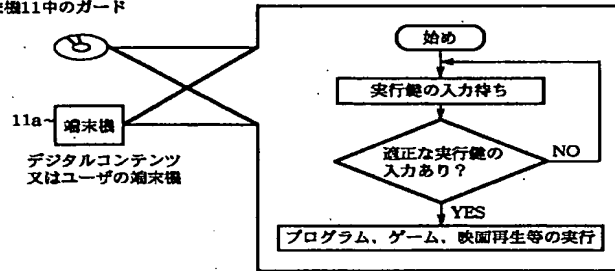 機11中のガード
始め
実行鍵の入力待ち
適正な実行鍵の
入力あり?
NO
YES
プログラム、ゲーム、映画再生等の実行
11a~
端末機
デジタルコンテンツ
又はユーザの端末機